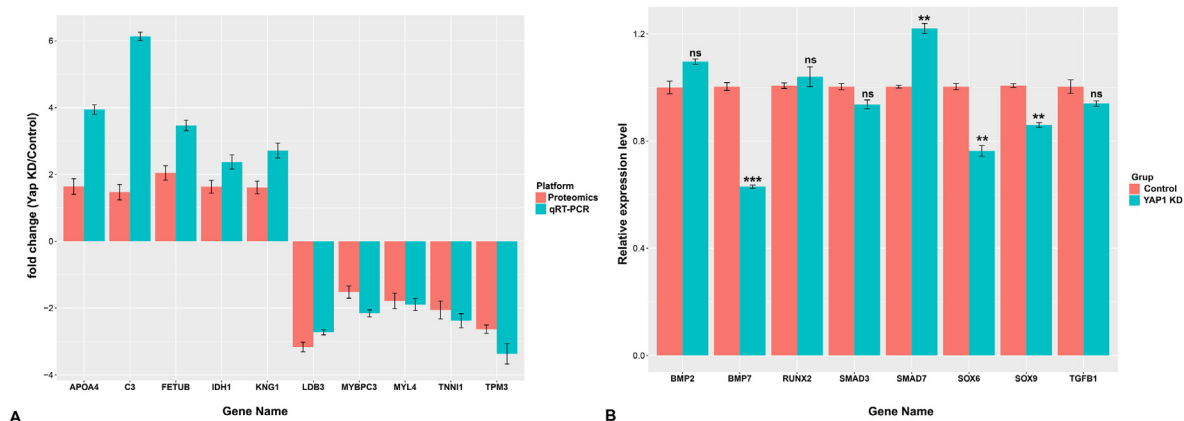 fold change (Yap KD/Control)
6
4
2
0
−2
−4
APOA4 C3 FETUB IDH1 KNG1 LDB3 MYBPC3 MYL4 TNNI1 TPM3
Gene Name
Platform
Proteomics
qRT-PCR
A
Relative expression level
1.2
0.8
0.4
0.0
ns
***
ns
ns
**
**
**
ns
BMP2 BMP7 RUNX2 SMAD3 SMAD7 SOX6 SOX9 TGFB1
Gene Name
Grup
Control
YAP1 KD
B